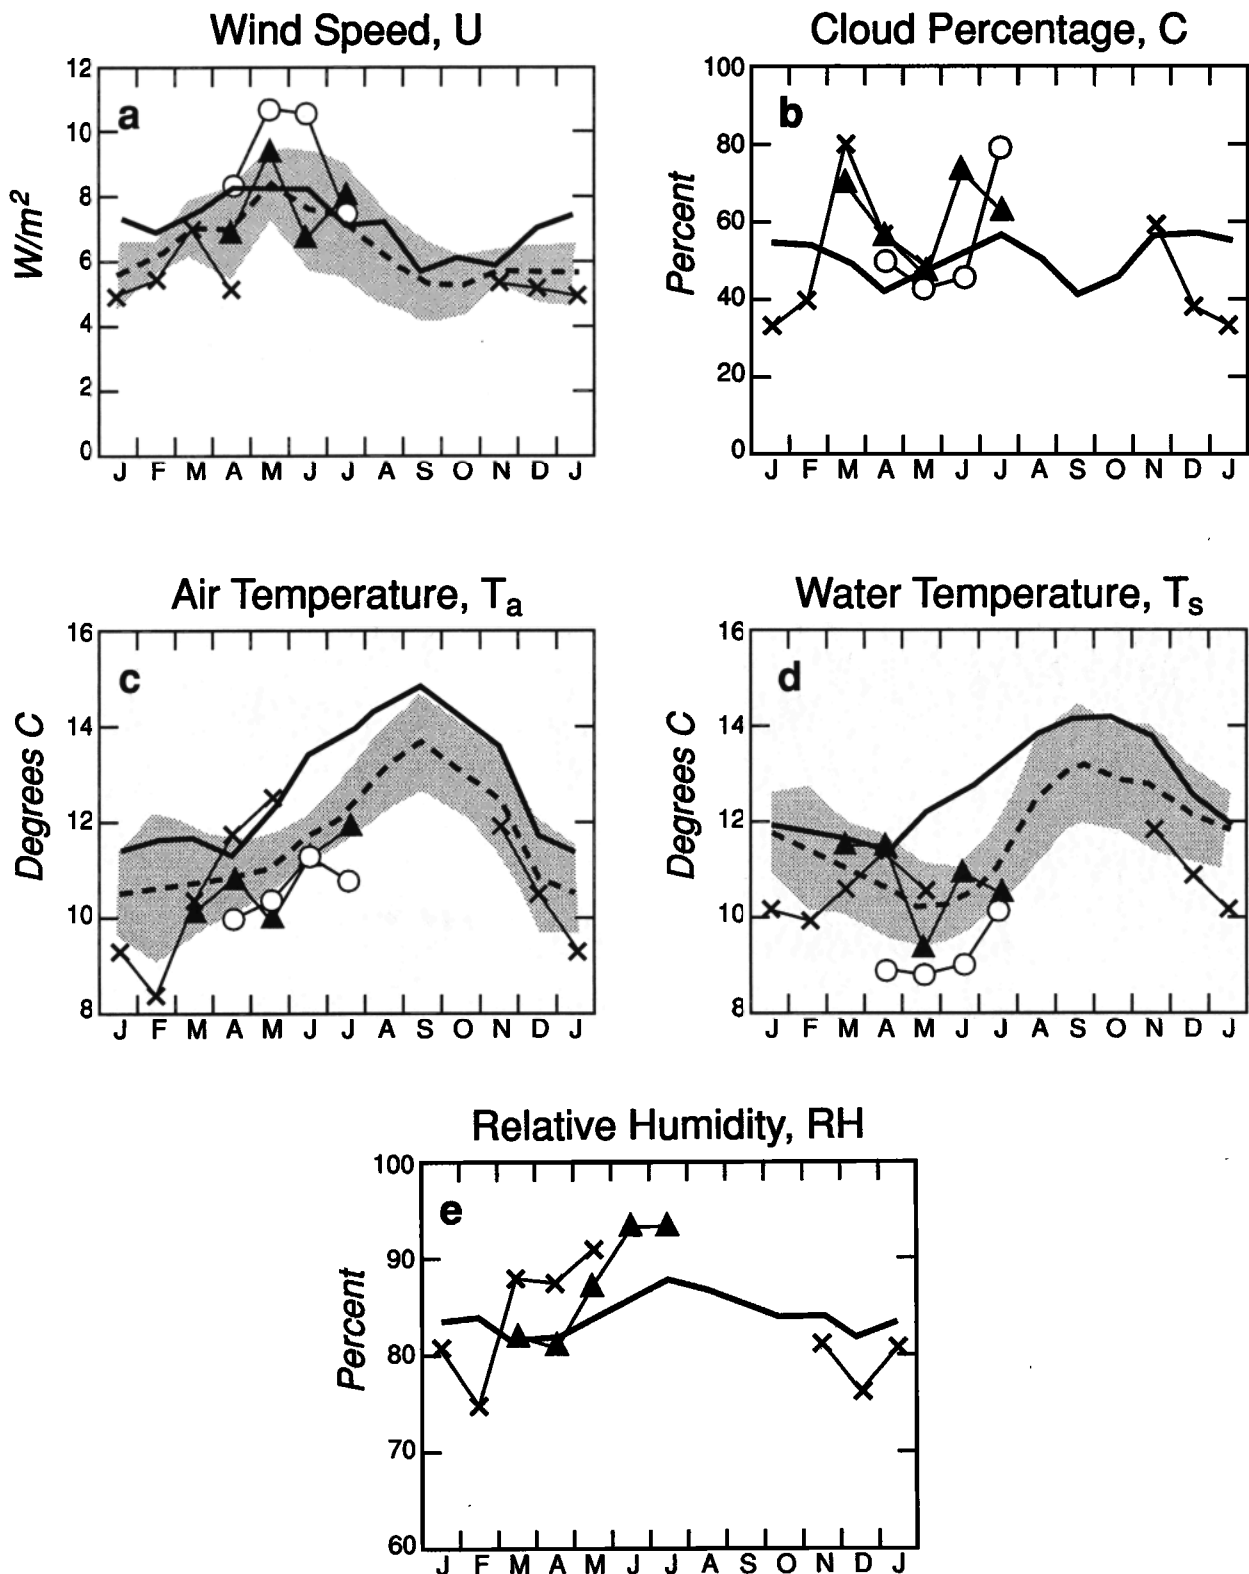 Wind Speed, U
Cloud Percentage, C
a
b
W/m²
Percent
12
10
8
6
4
2
0
100
80
60
40
20
0
J F M A M J J A S O N D J
J F M A M J J A S O N D J
Air Temperature, Ta
Water Temperature, Ts
c
d
Degrees C
Degrees C
16
14
12
10
8
16
14
12
10
8
J F M A M J J A S O N D J
J F M A M J J A S O N D J
Relative Humidity, RH
e
Percent
100
90
80
70
60
J F M A M J J A S O N D J